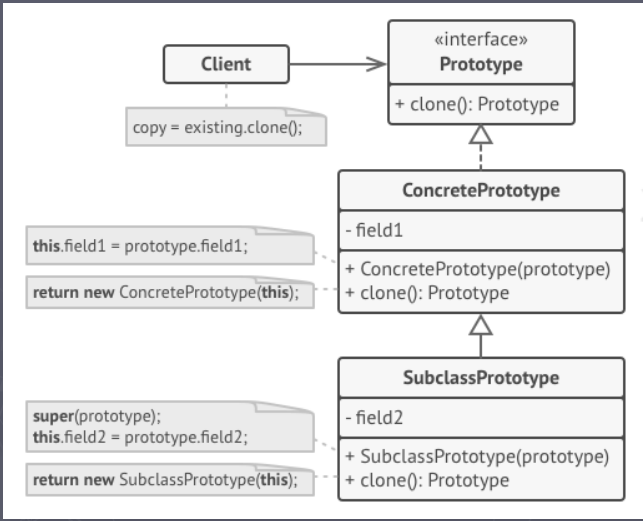 «interface»
Client
Prototype
+ clone(): Prototype
copy = existing.clone();
ConcretePrototype
- field1
this.field1 = prototype.field1;
+ ConcretePrototype(prototype)
return new ConcretePrototype(this);
+ clone(): Prototype
SubclassPrototype
- field2
super(prototype);
this.field2 = prototype.field2;
+ SubclassPrototype(prototype)
return new SubclassPrototype(this);
+ clone(): Prototype